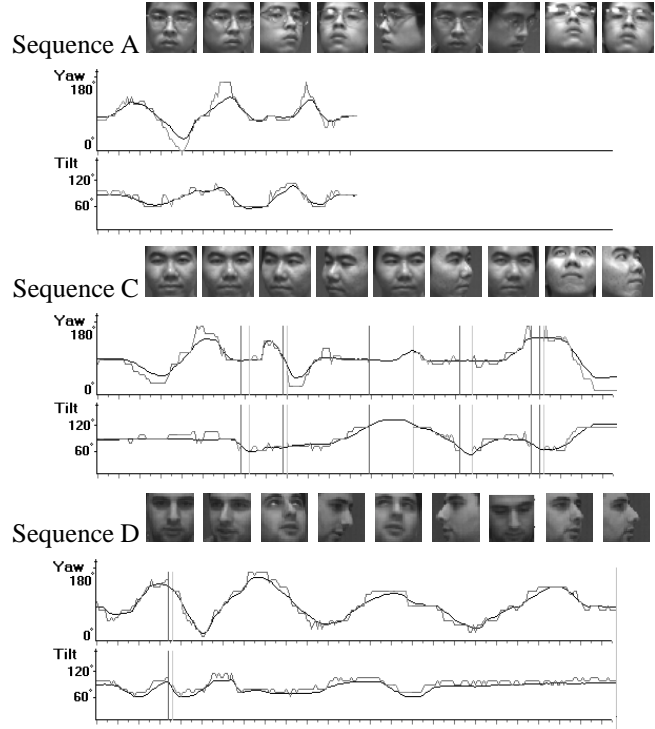 Sequence A
Yaw
180°
0°
Tilt
120°
60°
Sequence C
Yaw
180°
0°
Tilt
120°
60°
Sequence D
Yaw
180°
0°
Tilt
120°
60°